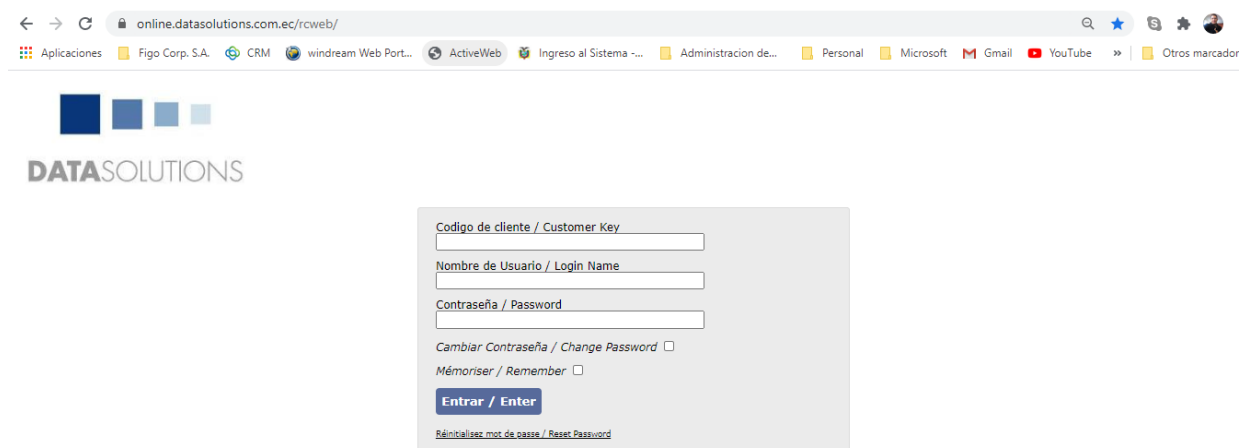 online.datasolutions.com.ec/rcweb/
Aplicaciones Figo Corp. S.A. CRM windream Web Port... ActiveWeb Ingreso al Sistema -... Administracion de... Personal Microsoft Gmail YouTube » Otros marcador
DATASOLUTIONS
Codigo de cliente / Customer Key
Nombre de Usuario / Login Name
Contraseña / Password
Cambiar Contraseña / Change Password
Mémoriser / Remember
Entrar / Enter
Réinitialisez mot de passe / Reset Password